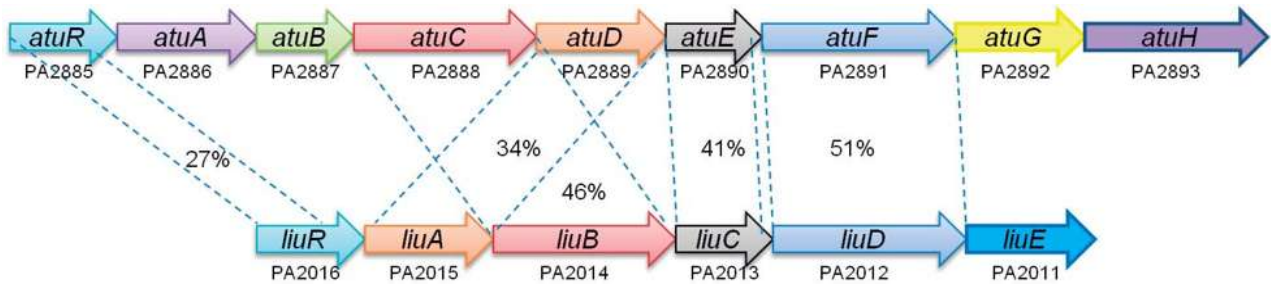 atuR atuA atuB atuC atuD atuE atuF atuG atuH
PA2885 PA2886 PA2887 PA2888 PA2889 PA2890 PA2891 PA2892 PA2893
27% 34% 41% 51%
46%
liuR liuA liuB liuC liuD liuE
PA2016 PA2015 PA2014 PA2013 PA2012 PA2011